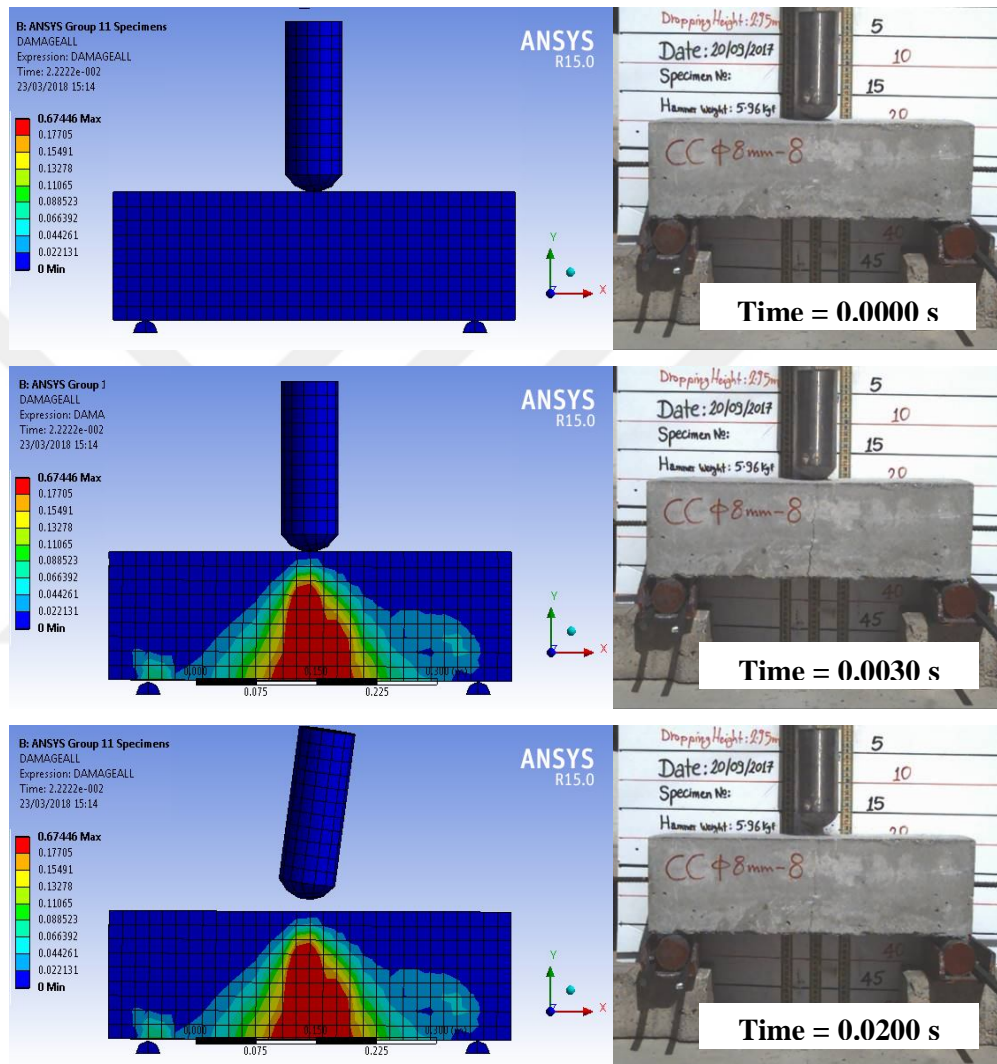 B: ANSYS Group 11 Specimens
DAMAGEALL
Expression: DAMAGEALL
Time: 2.2222e-002
23/03/2018 15:14
0.67446 Max
0.17705
0.15491
0.13278
0.11065
0.088523
0.066392
0.044261
0.022131
0 Min
ANSYS
R15.0
Y
X
Dropping Height: 2.95m
Date: 20/09/2017
Specimen No:
Hammer Weight: 5.96 Kgf
5
10
15
20
CC Φ8mm-8
40
45
Time = 0.0000 s
B: ANSYS Group 1
DAMAGEALL
Expression: DAMA
Time: 2.2222e-002
23/03/2018 15:14
0.67446 Max
0.17705
0.15491
0.13278
0.11065
0.088523
0.066392
0.044261
0.022131
0 Min
ANSYS
R15.0
0.000
0.150
0.300
0.075
0.225
Y
X
Dropping Height: 2.95m
Date: 20/09/2017
Specimen No:
Hammer Weight: 5.96 Kgf
5
10
15
20
CC Φ8mm-8
40
45
Time = 0.0030 s
B: ANSYS Group 11 Specimens
DAMAGEALL
Expression: DAMAGEALL
Time: 2.2222e-002
23/03/2018 15:14
0.67446 Max
0.17705
0.15491
0.13278
0.11065
0.088523
0.066392
0.044261
0.022131
0 Min
ANSYS
R15.0
0.000
0.150
0.300
0.075
0.225
Y
X
Dropping Height: 2.95m
Date: 20/09/2017
Specimen No:
Hammer Weight: 5.96 Kgf
5
10
15
20
CC Φ8mm-8
40
45
Time = 0.0200 s